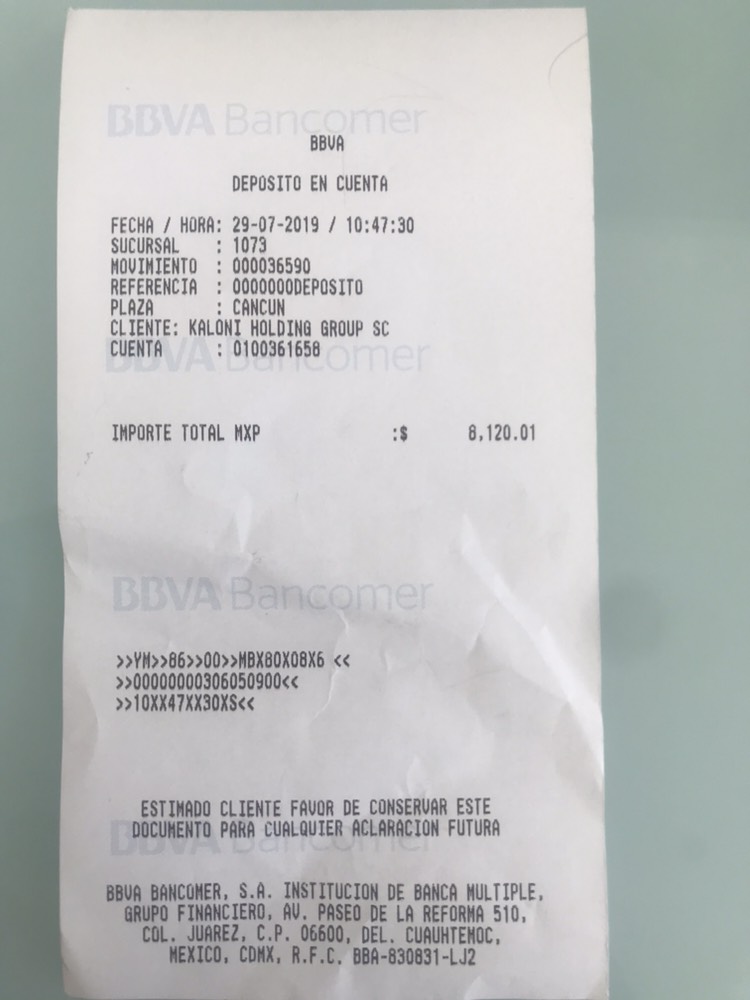 BBVA Bancomer
BBVA
DEPOSITO EN CUENTA
FECHA / HORA: 29-07-2019 / 10:47:30
SUCURSAL : 1073
MOVIMIENTO : 000036590
REFERENCIA : 0000000DEPOSITO
PLAZA : CANCUN
CLIENTE: KALONI HOLDING GROUP SC
CUENTA : 0100361658
BBVA Bancomer
IMPORTE TOTAL MXP :$ 8,120.01
BBVA Bancomer
>>YM>>86>>00>>MBX80X08X6 <<
>>00000000306050900<<
>>10XX47XX30XS<<
ESTIMADO CLIENTE FAVOR DE CONSERVAR ESTE
DOCUMENTO PARA CUALQUIER ACLARACION FUTURA
BBVA Bancomer
BBVA BANCOMER, S.A. INSTITUCION DE BANCA MULTIPLE,
GRUPO FINANCIERO, AV. PASEO DE LA REFORMA 510,
COL. JUAREZ, C.P. 06600, DEL. CUAUHTEMOC,
MEXICO, CDMX, R.F.C. BBA-830831-LJ2